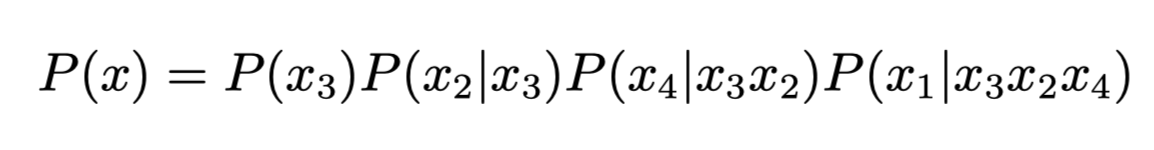 P(x) = P(x₃)P(x₂|x₃)P(x₄|x₃x₂)P(x₁|x₃x₂x₄)